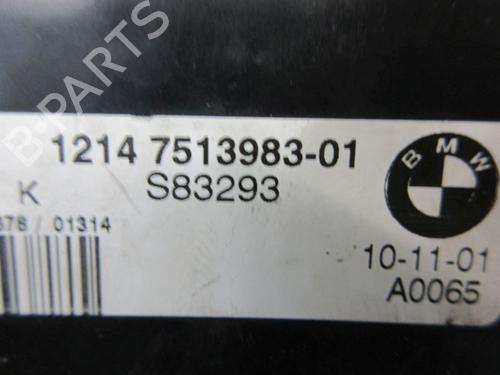 B-PARTS
1214 7513983-01
K S83293
378 / 01314
BMW
10-11-01
A0065